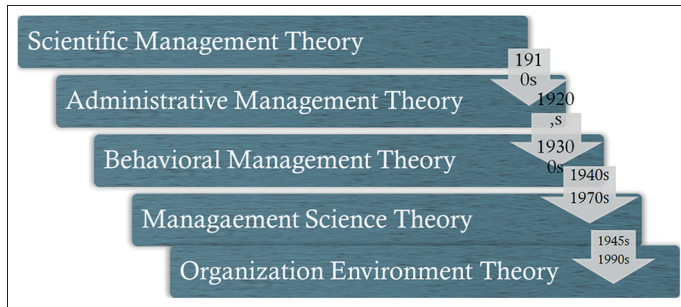 Scientific Management Theory
191
0s
Administrative Management Theory
1920
,s
Behavioral Management Theory
1930
0s
1940s
1970s
Managaement Science Theory
1945s
1990s
Organization Environment Theory